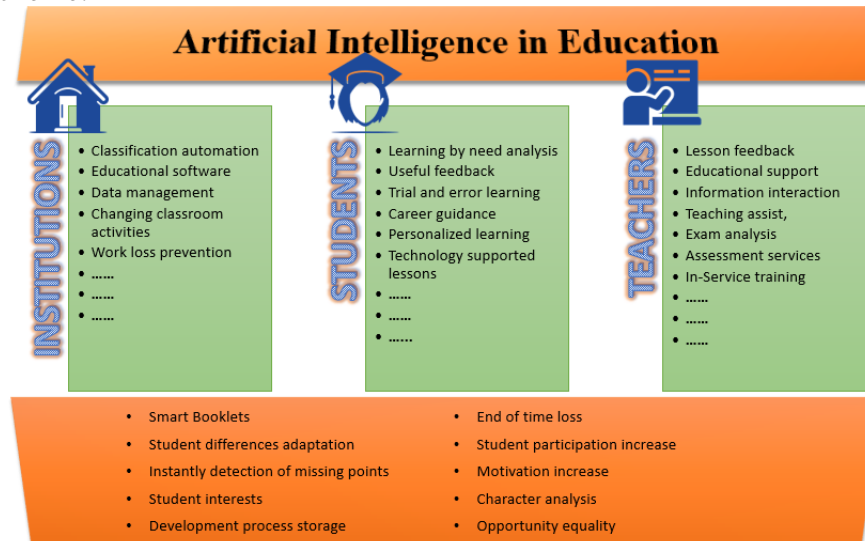 Artificial Intelligence in Education
INSTITUTIONS
• Classification automation
• Educational software
• Data management
• Changing classroom
activities
• Work loss prevention
• ......
• ......
• ......
STUDENTS
• Learning by need analysis
• Useful feedback
• Trial and error learning
• Career guidance
• Personalized learning
• Technology supported
lessons
• ......
• ......
• ......
TEACHERS
• Lesson feedback
• Educational support
• Information interaction
• Teaching assist,
• Exam analysis
• Assessment services
• In-Service training
• ......
• ......
• ......
• Smart Booklets
• Student differences adaptation
• Instantly detection of missing points
• Student interests
• Development process storage
• End of time loss
• Student participation increase
• Motivation increase
• Character analysis
• Opportunity equality